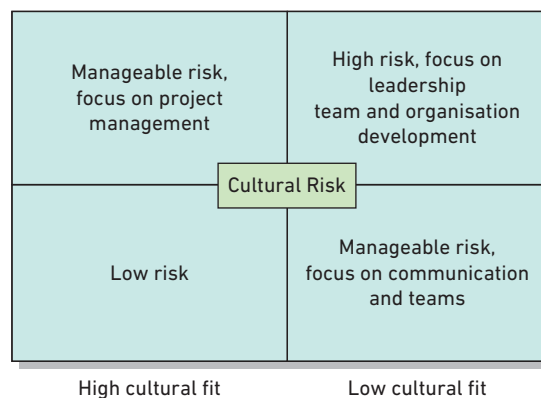 Manageable risk,
focus on project
management
High risk, focus on
leadership
team and organisation
development
Cultural Risk
Low risk
Manageable risk,
focus on communication
and teams
High cultural fit
Low cultural fit